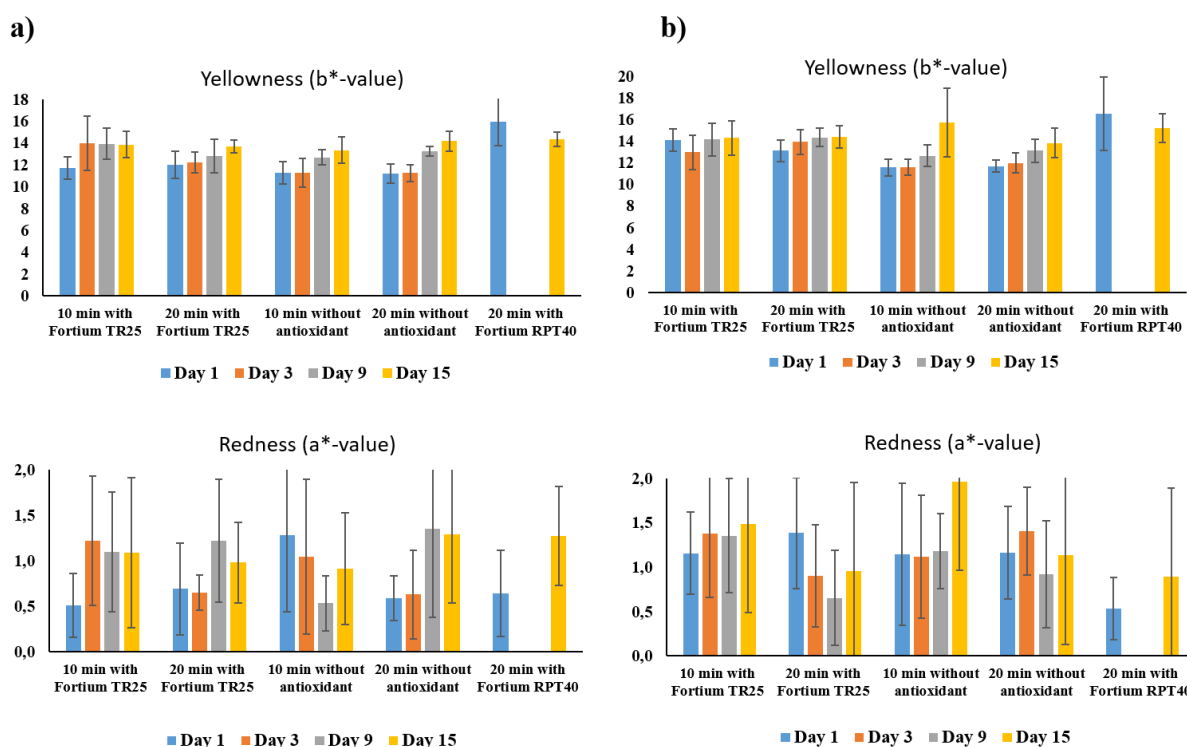 a)
Yellowness (b*-value)
18
16
14
12
10
8
6
4
2
0
10 min with
Fortium TR25
20 min with
Fortium TR25
10 min without
antioxidant
20 min without
antioxidant
20 min with
Fortium RPT40
Day 1 Day 3 Day 9 Day 15
b)
Yellowness (b*-value)
20
18
16
14
12
10
8
6
4
2
0
10 min with
Fortium TR25
20 min with
Fortium TR25
10 min without
antioxidant
20 min without
antioxidant
20 min with
Fortium RPT40
Day 1 Day 3 Day 9 Day 15
Redness (a*-value)
2,0
1,5
1,0
0,5
0,0
10 min with
Fortium TR25
20 min with
Fortium TR25
10 min without
antioxidant
20 min without
antioxidant
20 min with
Fortium RPT40
Day 1 Day 3 Day 9 Day 15
Redness (a*-value)
2,0
1,5
1,0
0,5
0,0
10 min with
Fortium TR25
20 min with
Fortium TR25
10 min without
antioxidant
20 min without
antioxidant
20 min with
Fortium RPT40
Day 1 Day 3 Day 9 Day 15